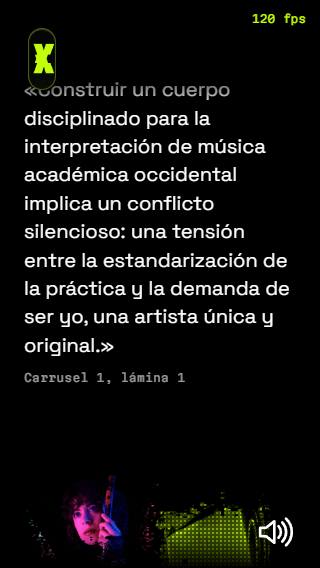 120 fps
X
«Construir un cuerpo
disciplinado para la
interpretación de música
académica occidental
implica un conflicto
silencioso: una tensión
entre la estandarización de
la práctica y la demanda de
ser yo, una artista única y
original.»
Carrusel 1, lámina 1